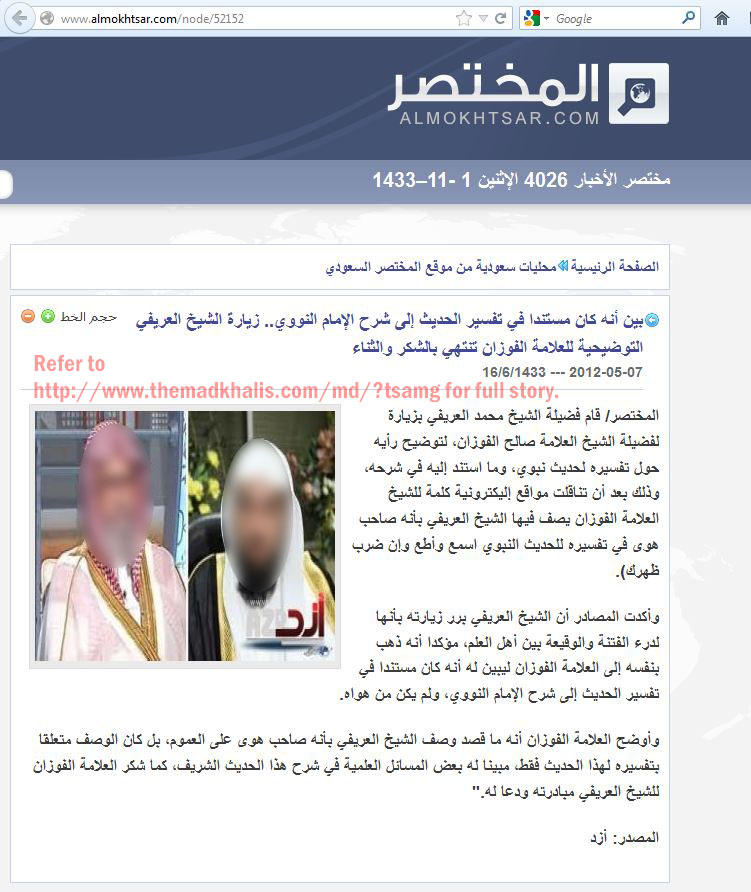 www.almokhtsar.com/node/52152
Google
المختصر
ALMOKHTSAR.COM
مختصر الأخبار 4026 الإثنين 1 -11–1433
الصفحة الرئيسية محليات سعودية من موقع المختصر السعودي
بين أنه كان مستندا في تفسير الحديث إلى شرح الإمام النووي.. زيارة الشيخ العريفي
حجم الخط
التوضيحية للعلامة الفوزان تنتهي بالشكر والثناء
2012-05-07 --- 16/6/1433
Refer to
http://www.themadkhalis.com/md/?tsamg for full story.
المختصر/ قام فضيلة الشيخ محمد العريفي بزيارة
لفضيلة الشيخ العلامة صالح الفوزان، لتوضيح رأيه
حول تفسيره لحديث نبوي، وما استند إليه في شرحه،
وذلك بعد أن تناقلت مواقع إليكترونية كلمة للشيخ
العلامة الفوزان يصف فيها الشيخ العريفي بأنه صاحب
هوى في تفسيره للحديث النبوي اسمع وأطع وإن ضرب
ظهرك).
أزد
وأكدت المصادر أن الشيخ العريفي برر زيارته بأنها
لدرء الفتنة والوقيعة بين أهل العلم، مؤكدا أنه ذهب
بنفسه إلى العلامة الفوزان ليبين له أنه كان مستندا في
تفسير الحديث إلى شرح الإمام النووي، ولم يكن من هواه.
وأوضح العلامة الفوزان أنه ما قصد وصف الشيخ العريفي بأنه صاحب هوى على العموم، بل كان الوصف متعلقا
بتفسيره لهذا الحديث فقط، مبينا له بعض المسائل العلمية في شرح هذا الحديث الشريف، كما شكر العلامة الفوزان
للشيخ العريفي مبادرته ودعا له."
المصدر: أزد